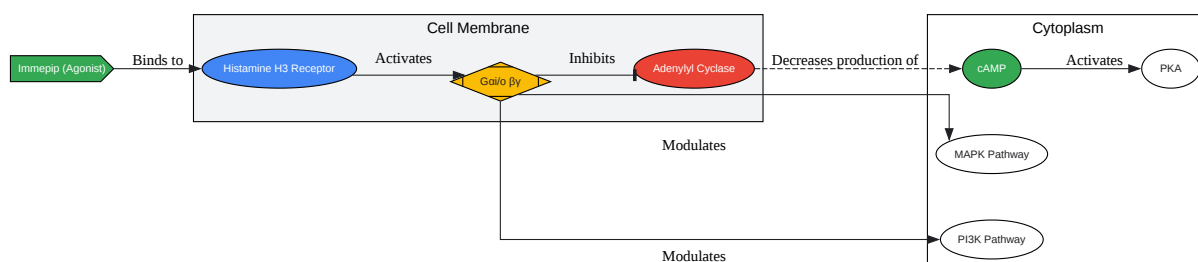 Cell Membrane
Cytoplasm
Immepip (Agonist)
Binds to
Histamine H3 Receptor
Activates
Gαi/o βγ
Inhibits
Adenylyl Cyclase
Decreases production of
cAMP
Activates
PKA
Modulates
MAPK Pathway
Modulates
PI3K Pathway